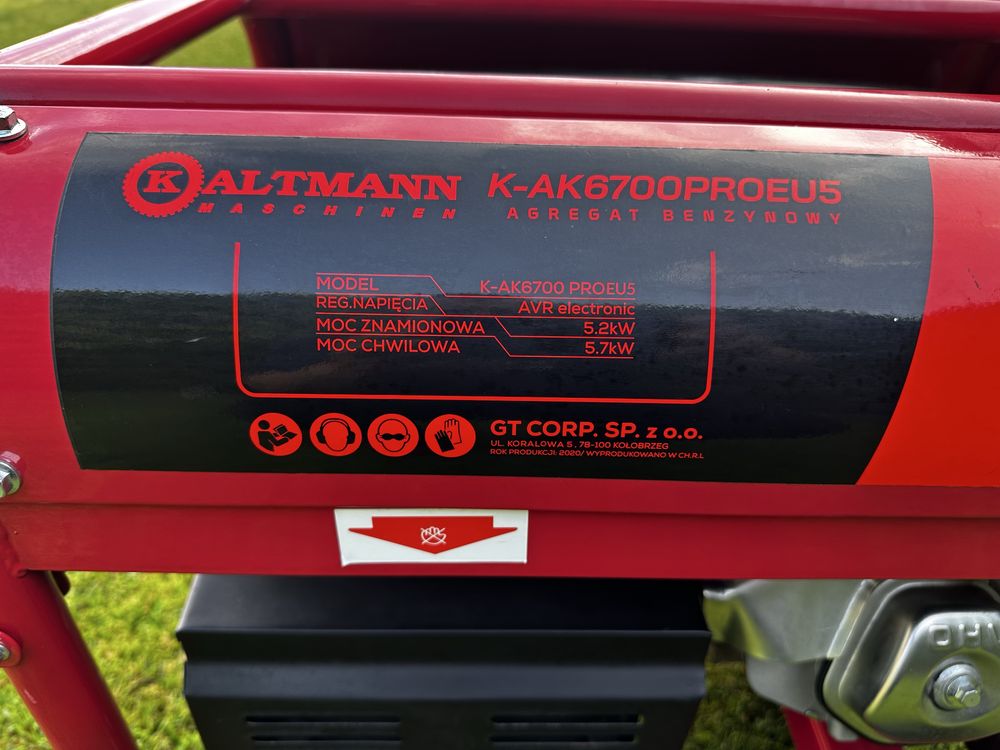 KALTMANN
MASCHINEN
K-AK6700PROEU5
AGREGAT BENZYNOWY
MODEL K-AK6700 PROEU5
REG.NAPIĘCIA AVR electronic
MOC ZNAMIONOWA 5.2kW
MOC CHWILOWA 5.7kW
GT CORP. SP. z o.o.
UL. KORALOWA 5 , 78-100 KOŁOBRZEG
ROK PRODUKCJI: 2020/ WYPRODUKOWANO W CH.R.L
OHV